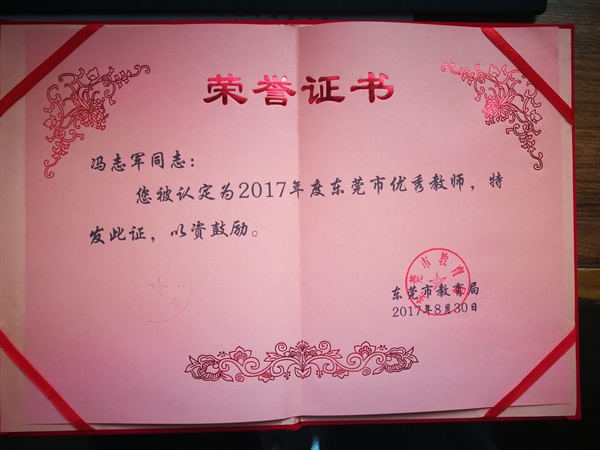 荣誉证书
冯志军同志：
您被认定为2017年度东莞市优秀教师，特
发此证，以资鼓励。
东莞市教育局
2017年8月30日